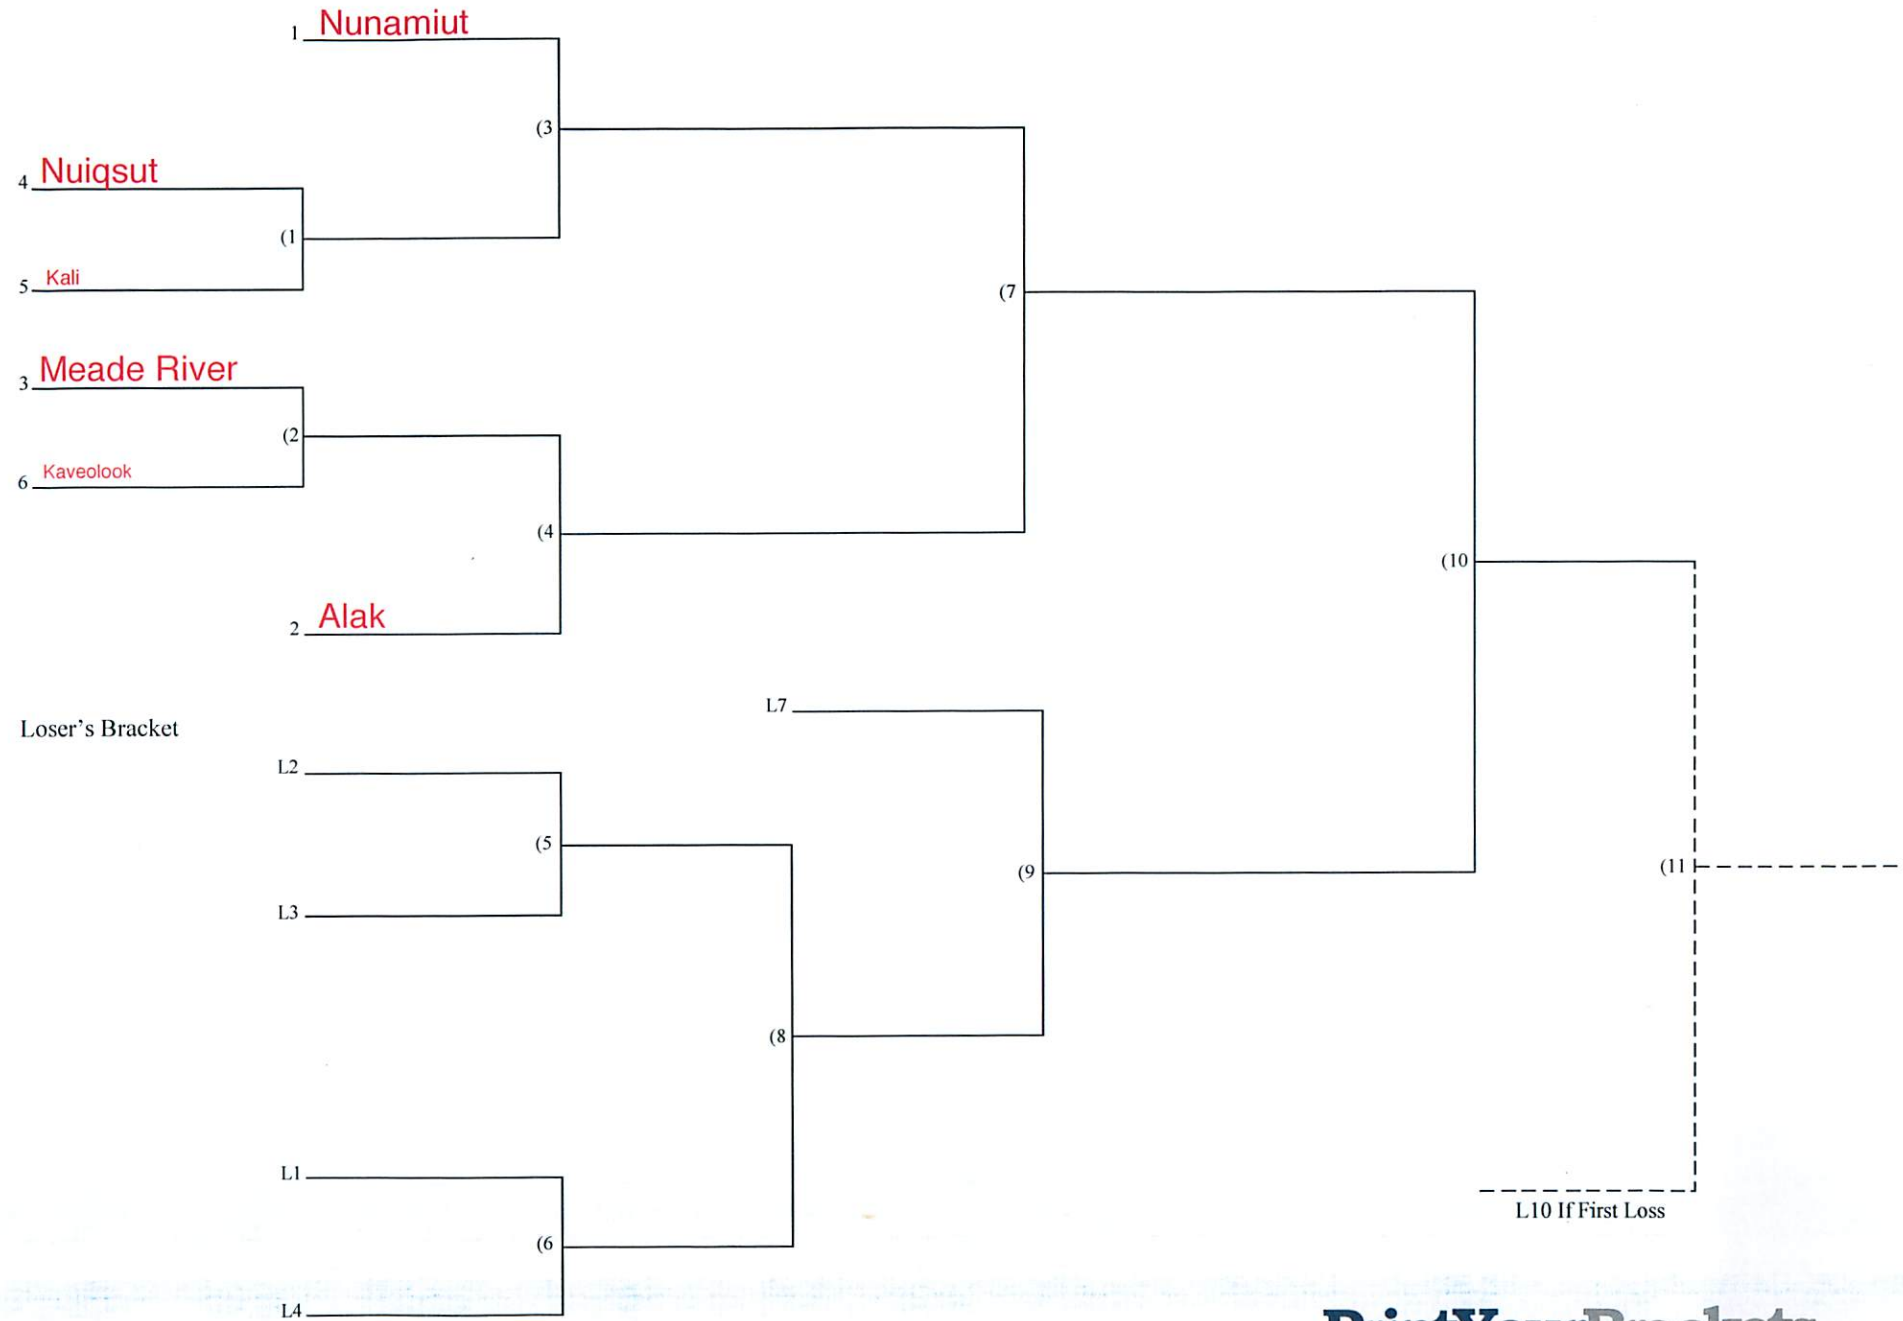 1 Nunamiut
(3
4 Nuiqsut
(1
5 Kali
(7
3 Meade River
(2
6 Kaveolook
(4
(10
2 Alak
L7
Loser's Bracket
L2
(5
(9
(11
L3
(8
L1
L10 If First Loss
(6
L4
PrintYourBrackets